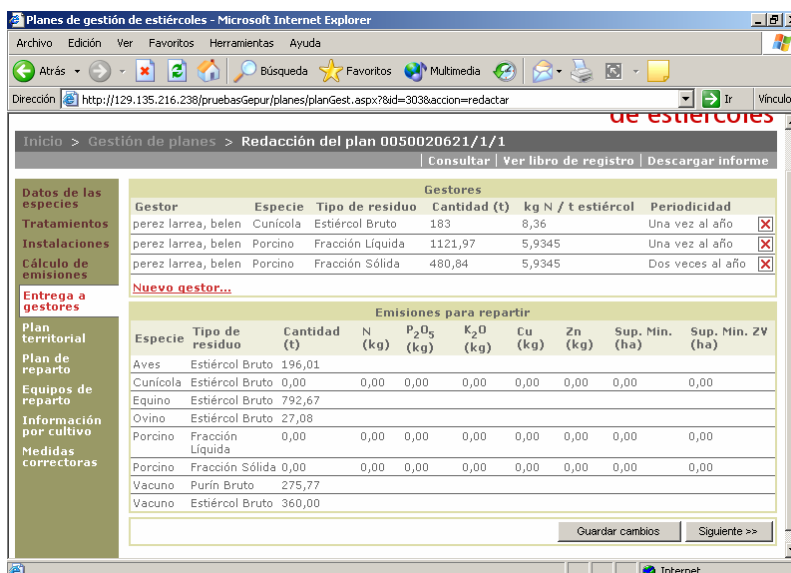 Planes de gestión de estiércoles - Microsoft Internet Explorer
Archivo Edición Ver Favoritos Herramientas Ayuda
Atrás Búsqueda Favoritos Multimedia
Dirección http://129.135.216.238/pruebasGepur/planes/planGest.aspx?&id=303&accion=redactar Ir Vínculo
de estiércoles
Inicio > Gestión de planes > Redacción del plan 0050020621/1/1
| Consultar | Ver libro de registro | Descargar informe
Datos de las especies
Tratamientos
Instalaciones
Cálculo de emisiones
Entrega a gestores
Plan territorial
Plan de reparto
Equipos de reparto
Información por cultivo
Medidas correctoras
Gestores
Gestor Especie Tipo de residuo Cantidad (t) kg N / t estiércol Periodicidad
perez larrea, belen Cunícola Estiércol Bruto 183 8,36 Una vez al año
perez larrea, belen Porcino Fracción Líquida 1121,97 5,9345 Una vez al año
perez larrea, belen Porcino Fracción Sólida 480,84 5,9345 Dos veces al año
Nuevo gestor...
Emisiones para repartir
Especie Tipo de residuo Cantidad (t) N (kg) P2O5 (kg) K2O (kg) Cu (kg) Zn (kg) Sup. Min. (ha) Sup. Min. ZV (ha)
Aves Estiércol Bruto 196,01
Cunícola Estiércol Bruto 0,00 0,00 0,00 0,00 0,00 0,00 0,00 0,00
Equino Estiércol Bruto 792,67
Ovino Estiércol Bruto 27,08
Porcino Fracción Líquida 0,00 0,00 0,00 0,00 0,00 0,00 0,00 0,00
Porcino Fracción Sólida 0,00 0,00 0,00 0,00 0,00 0,00 0,00 0,00
Vacuno Purín Bruto 275,77
Vacuno Estiércol Bruto 360,00
Guardar cambios Siguiente >>
Internet